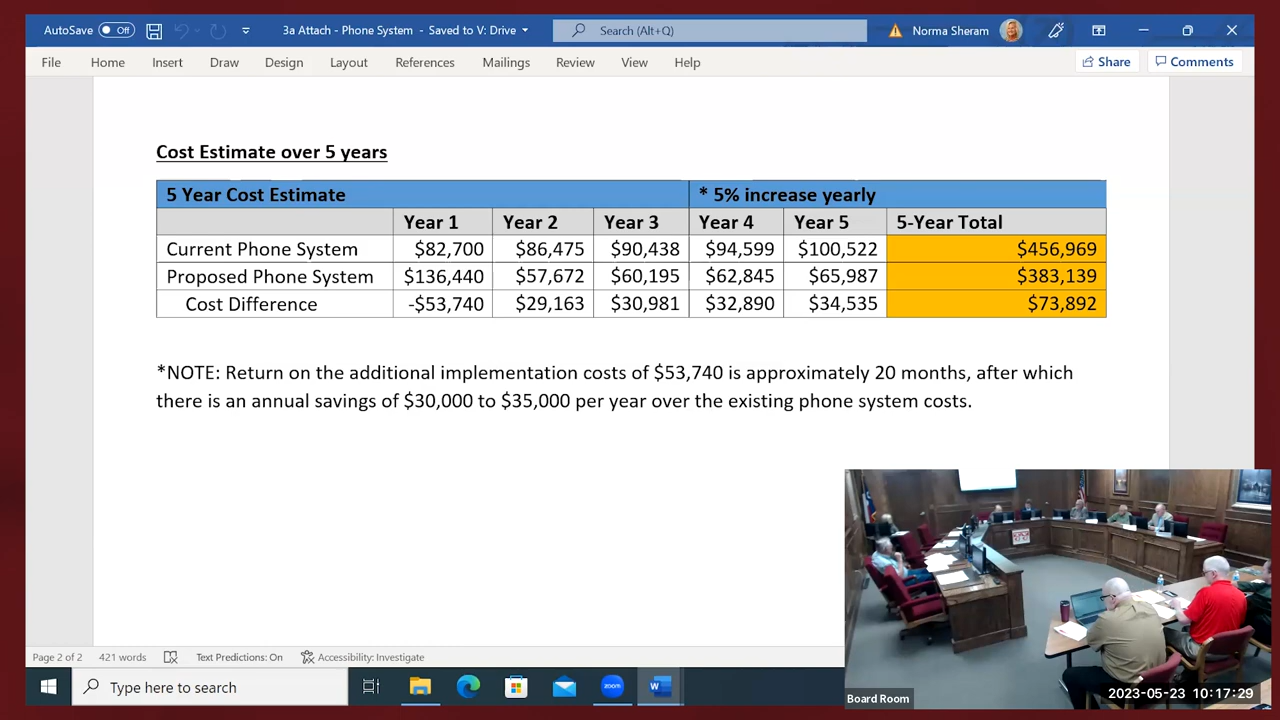 AutoSave Off 3a Attach - Phone System - Saved to V: Drive Search (Alt+Q) Norma Sheram
File Home Insert Draw Design Layout References Mailings Review View Help Share Comments
Cost Estimate over 5 years
5 Year Cost Estimate * 5% increase yearly
Year 1 Year 2 Year 3 Year 4 Year 5 5-Year Total
Current Phone System $82,700 $86,475 $90,438 $94,599 $100,522 $456,969
Proposed Phone System $136,440 $57,672 $60,195 $62,845 $65,987 $383,139
Cost Difference -$53,740 $29,163 $30,981 $32,890 $34,535 $73,892
*NOTE: Return on the additional implementation costs of $53,740 is approximately 20 months, after which
there is an annual savings of $30,000 to $35,000 per year over the existing phone system costs.
Page 2 of 2 421 words Text Predictions: On Accessibility: Investigate
Type here to search
zoom
W
Board Room
2023-05-23 10:17:29